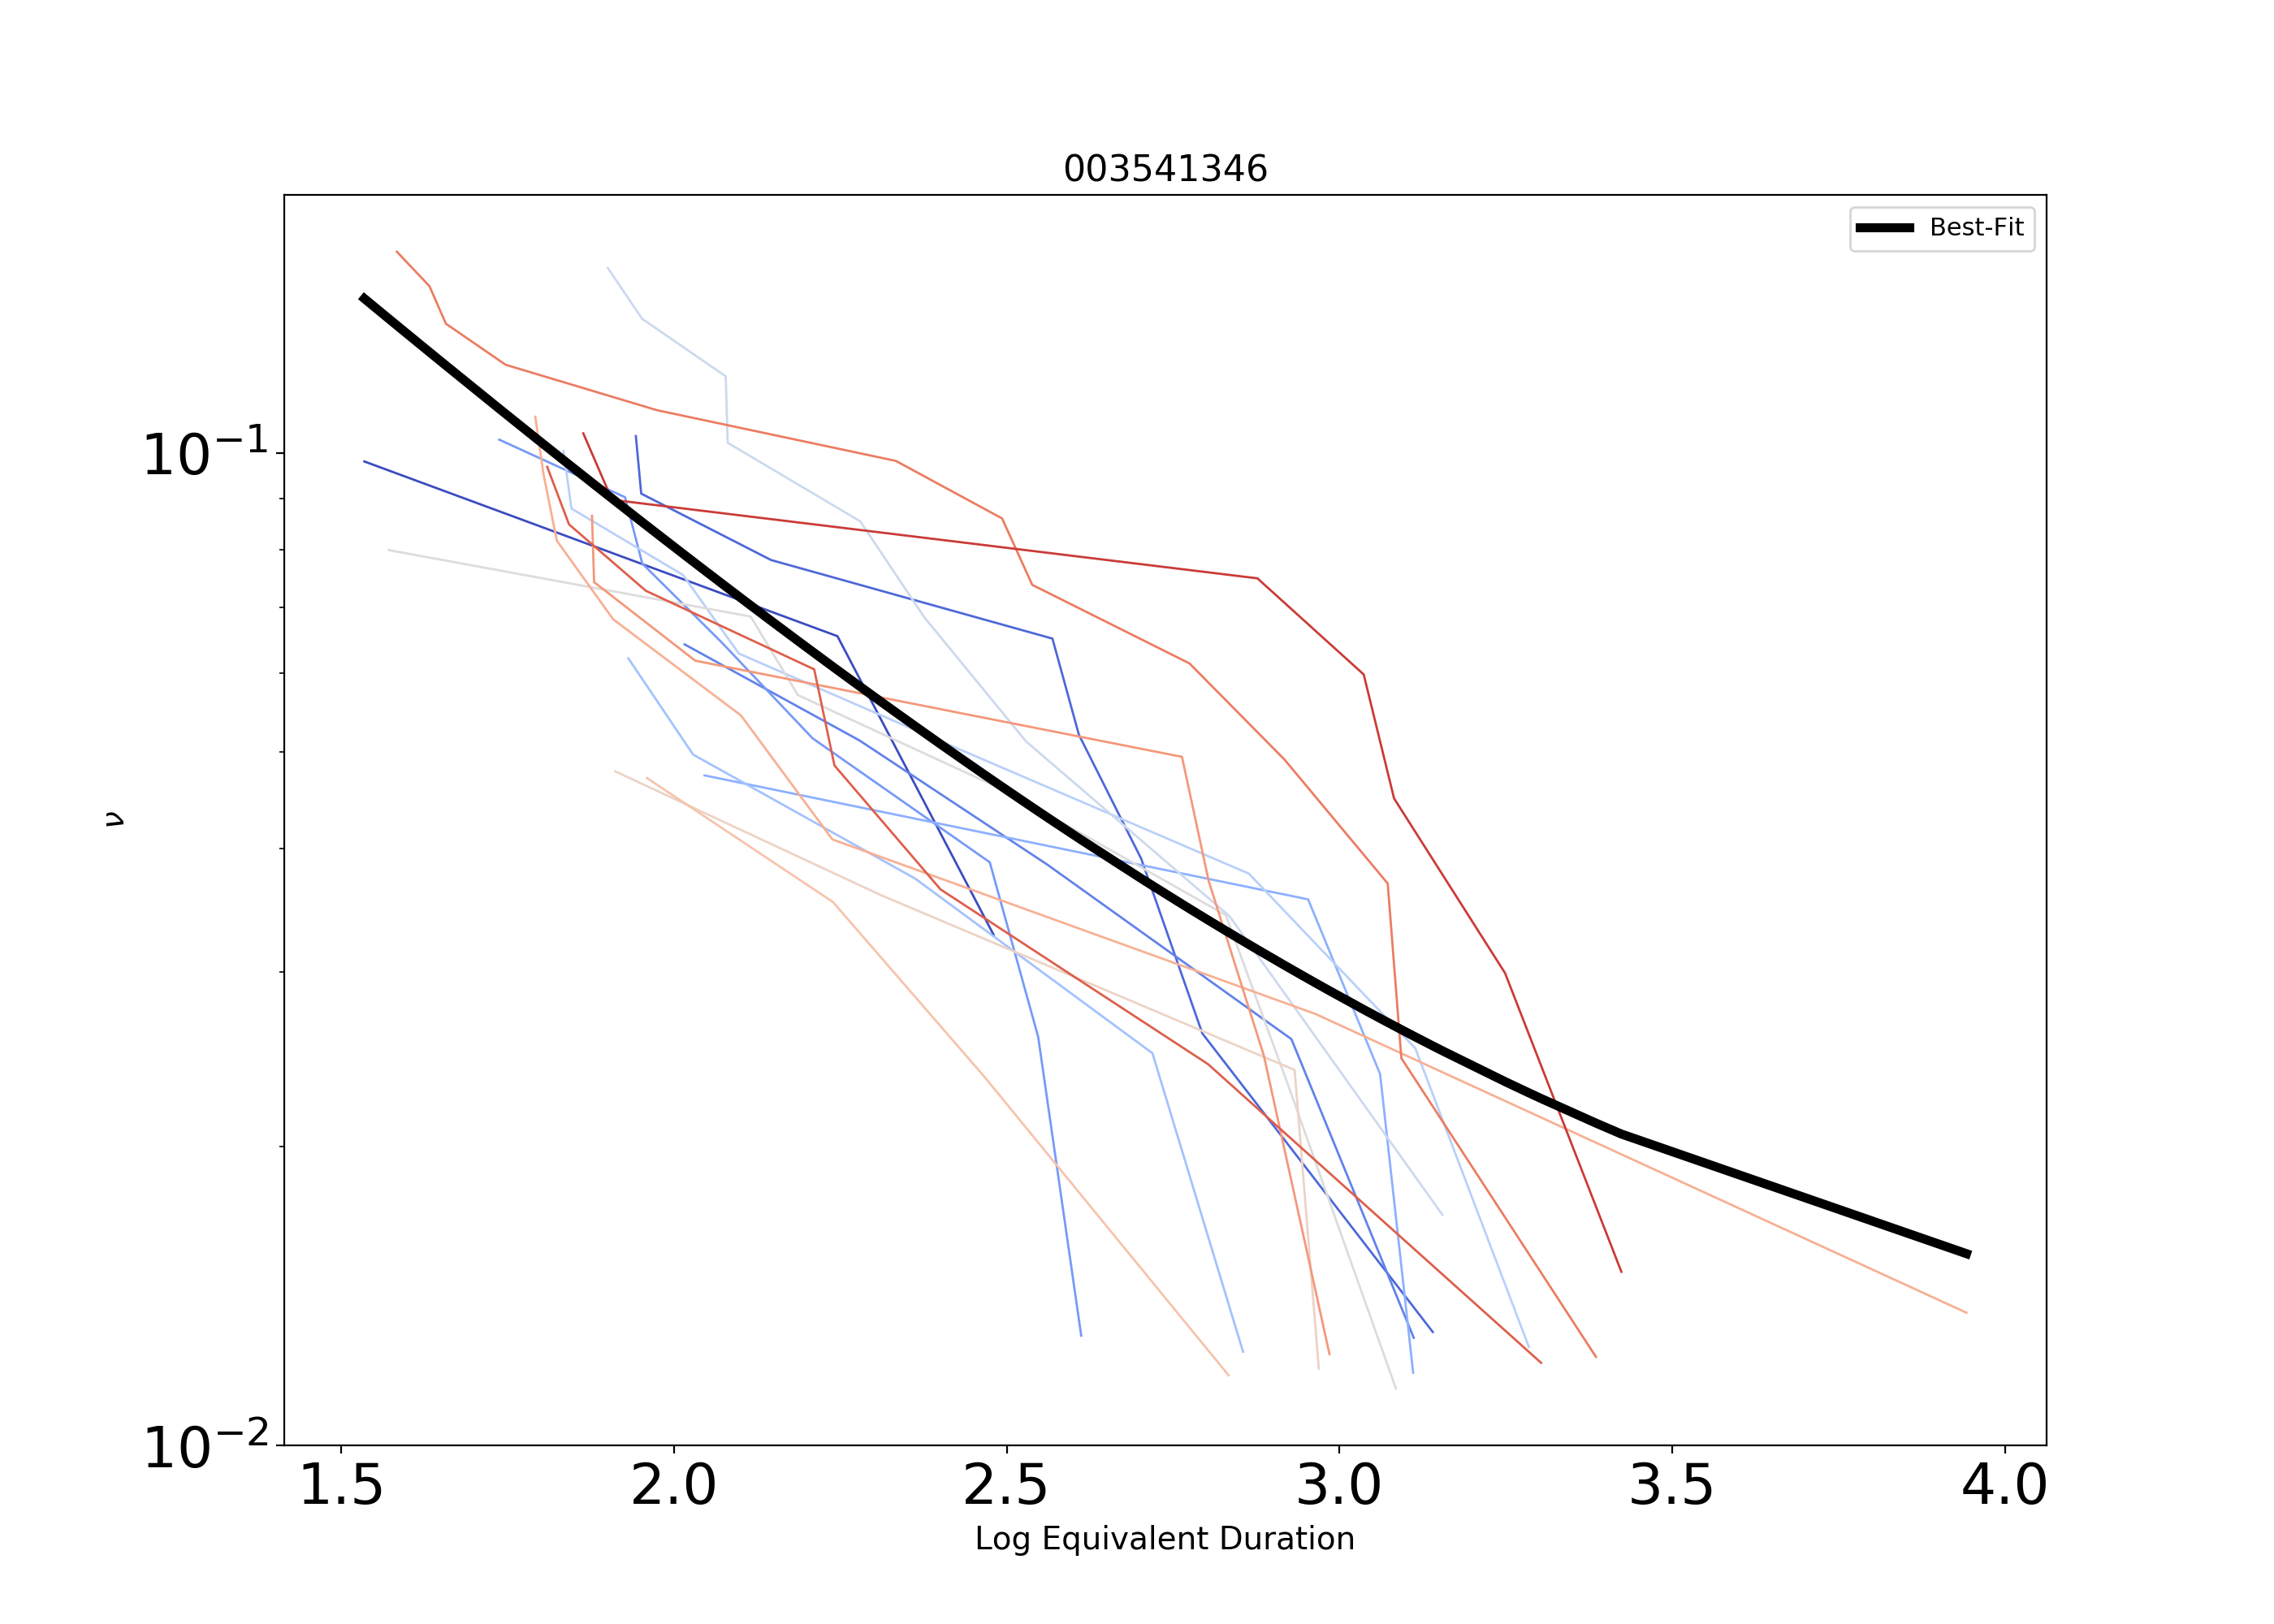 003541346
Best-Fit
10⁻¹
ν
10⁻²
1.5 2.0 2.5 3.0 3.5 4.0
Log Equivalent Duration